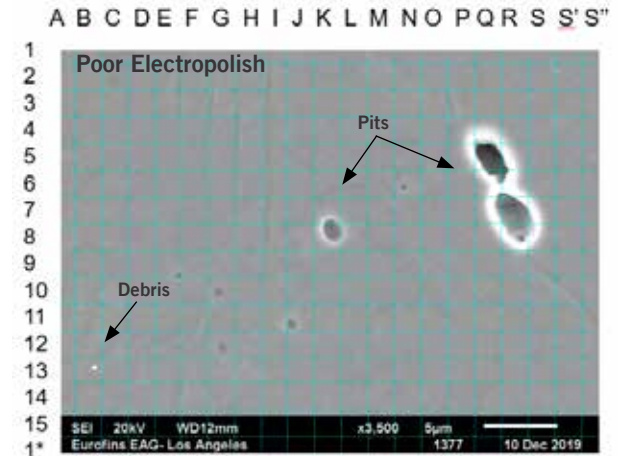 A B C D E F G H I J K L M N O P Q R S S' S"
1
2
3
4
5
6
7
8
9
10
11
12
13
14
15
1*
Poor Electropolish
Pits
Debris
SEI 20kV WD12mm x3,500 5μm
Eurofins EAG- Los Angeles 1377 10 Dec 2019